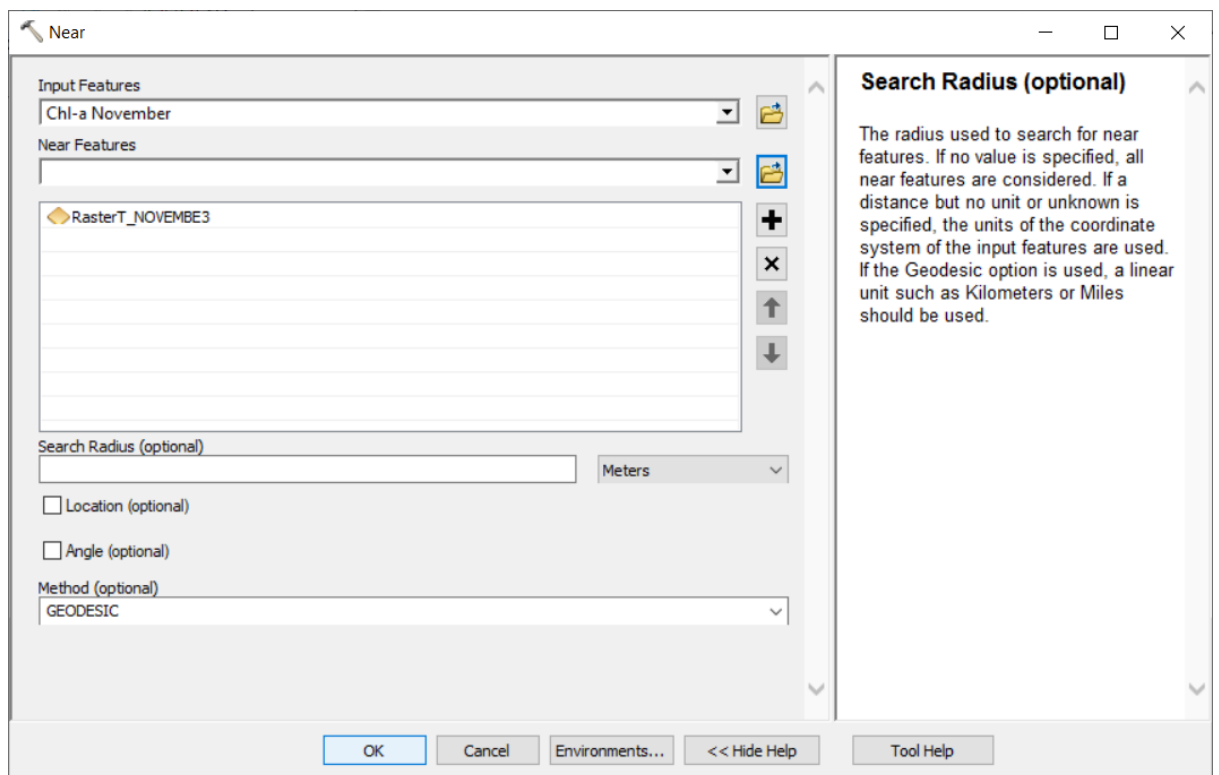 Near
Input Features
Chl-a November
Near Features
RasterT_NOVEMBE3
Search Radius (optional)
Meters
Location (optional)
Angle (optional)
Method (optional)
GEODESIC
Search Radius (optional)
The radius used to search for near
features. If no value is specified, all
near features are considered. If a
distance but no unit or unknown is
specified, the units of the coordinate
system of the input features are used.
If the Geodesic option is used, a linear
unit such as Kilometers or Miles
should be used.
OK
Cancel
Environments...
<< Hide Help
Tool Help